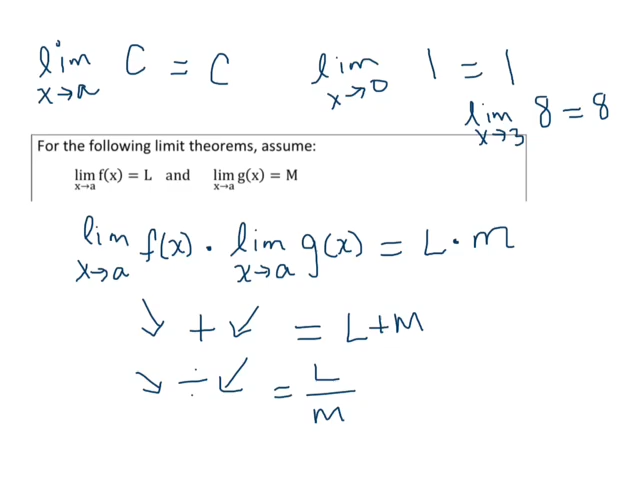 lim x→a C = C
lim x→0 1 = 1
lim x→3 8 = 8
For the following limit theorems, assume:
lim x→a f(x) = L and lim x→a g(x) = M
lim x→a f(x) · lim x→a g(x) = L · m
↘ + ↙ = L+M
↘ ÷ ↙ = L/m